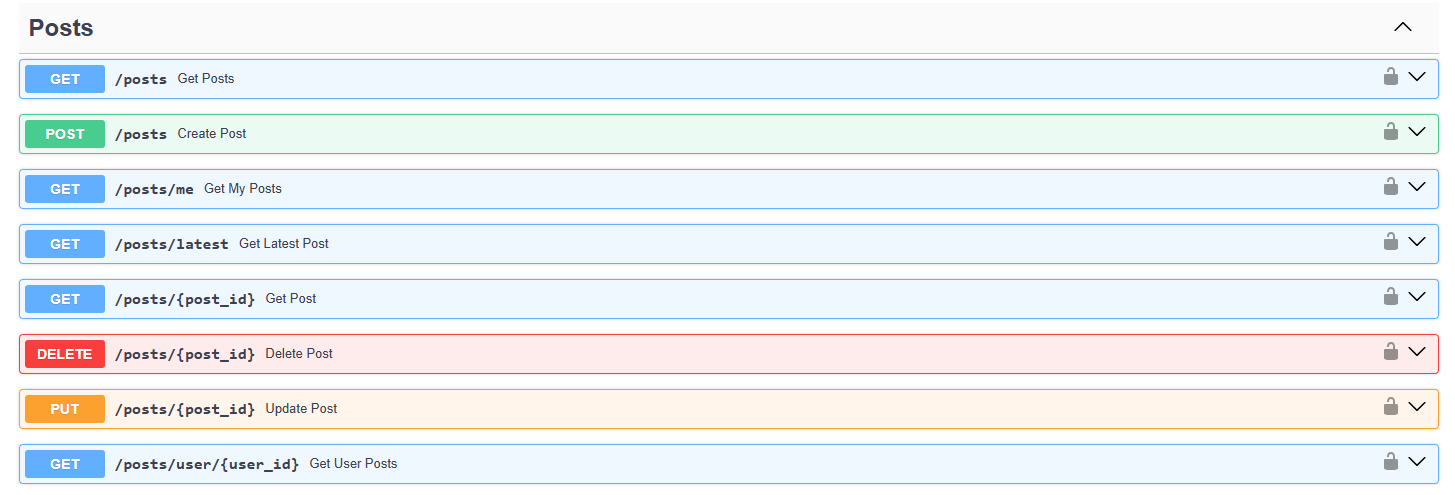 Posts
GET /posts Get Posts
POST /posts Create Post
GET /posts/me Get My Posts
GET /posts/latest Get Latest Post
GET /posts/{post_id} Get Post
DELETE /posts/{post_id} Delete Post
PUT /posts/{post_id} Update Post
GET /posts/user/{user_id} Get User Posts